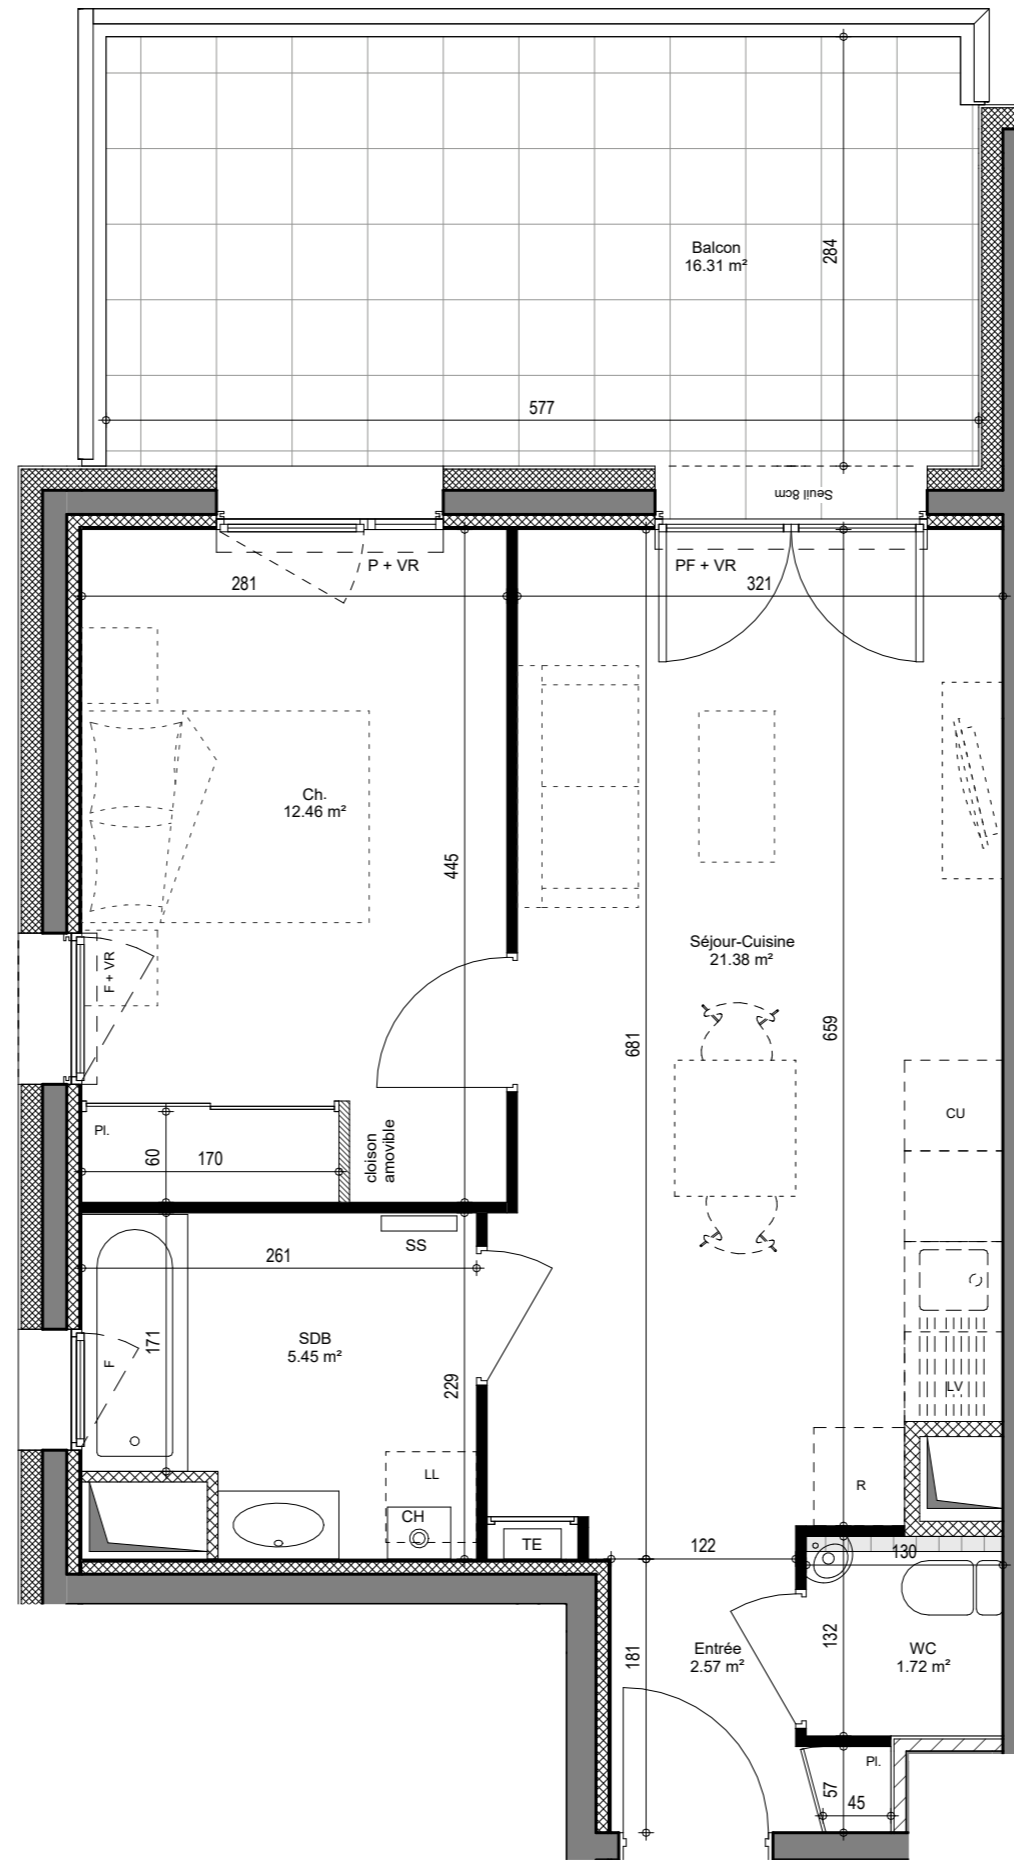 Balcon
16.31 m²
284
577
Seuil 8cm
P + VR
PF + VR
281
321
Ch.
12.46 m²
445
Séjour-Cuisine
21.38 m²
F + VR
681
659
CU
Pl.
60
170
cloison
amovible
SS
261
SDB
5.45 m²
171
F
229
LV
LL
CH
R
TE
122
130
Entrée
2.57 m²
181
132
WC
1.72 m²
Pl.
57
45